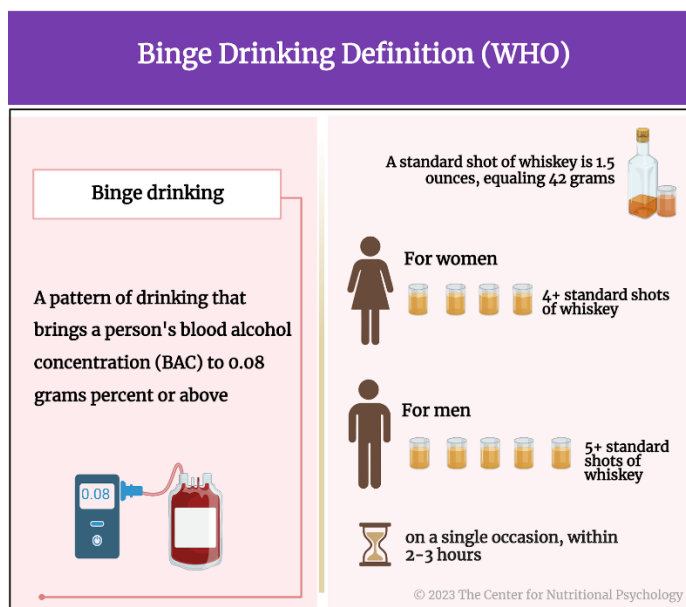 Binge Drinking Definition (WHO)
Binge drinking
A pattern of drinking that
brings a person's blood alcohol
concentration (BAC) to 0.08
grams percent or above
0.08
A standard shot of whiskey is 1.5
ounces, equaling 42 grams
For women
4+ standard shots
of whiskey
For men
5+ standard
shots of
whiskey
on a single occasion, within
2-3 hours
© 2023 The Center for Nutritional Psychology